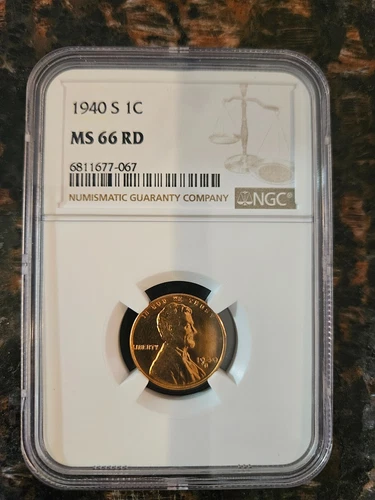 1940 S 1C
MS 66 RD
6811677-067
NUMISMATIC GUARANTY COMPANY
NGC®
IN GOD WE TRUST
LIBERTY
1940
S